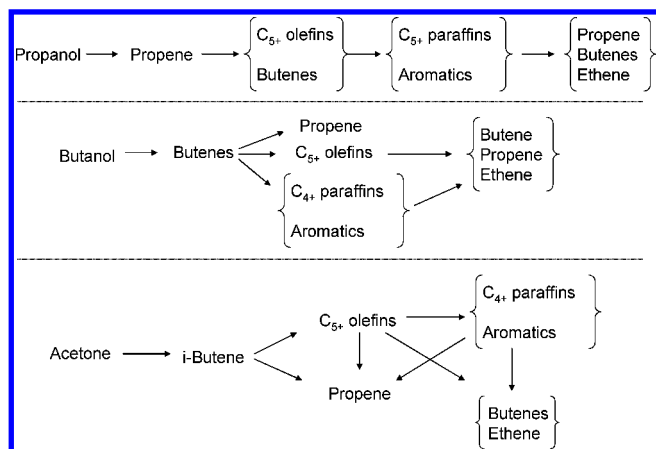 Propanol
Propene
C5+ olefins
Butenes
C5+ paraffins
Aromatics
Propene
Butenes
Ethene
Butanol
Butenes
Propene
C5+ olefins
C4+ paraffins
Aromatics
Butene
Propene
Ethene
Acetone
i-Butene
C5+ olefins
Propene
C4+ paraffins
Aromatics
Butenes
Ethene